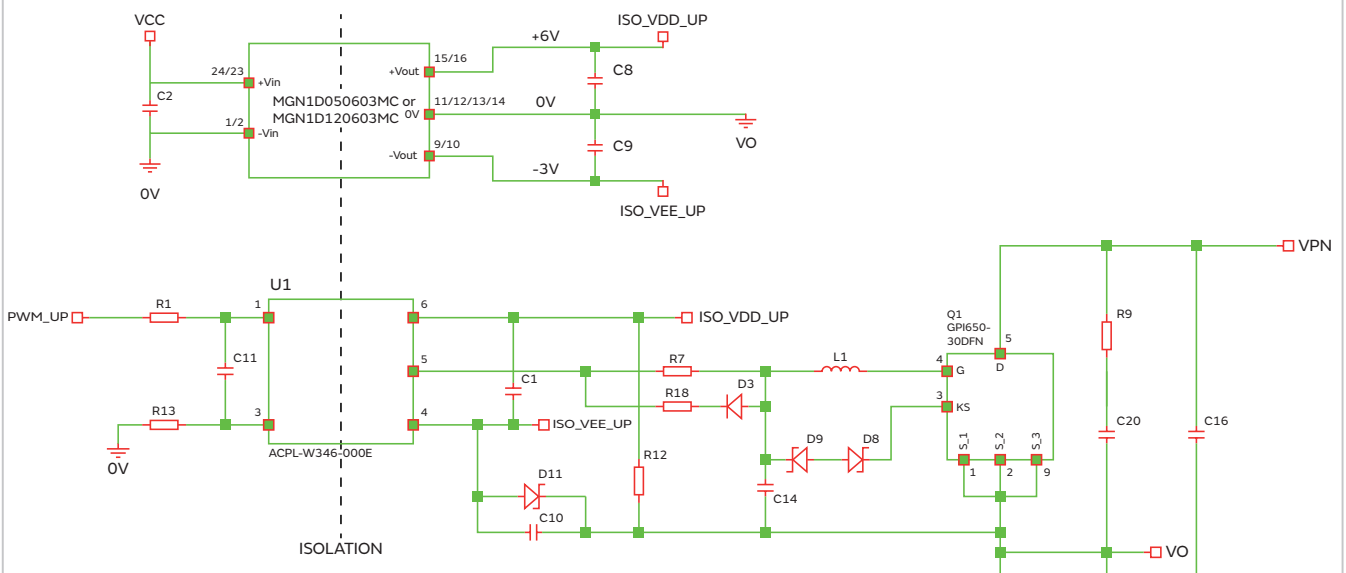 VCC
ISO_VDD_UP
+6V
24/23
15/16
+Vin
+Vout
C2
C8
MGN1D050603MC or
MGN1D120603MC
0V
11/12/13/14
0V
1/2
-Vin
VO
9/10
-Vout
C9
-3V
0V
ISO_VEE_UP
VPN
U1
PWM_UP
R1
1
6
ISO_VDD_UP
Q1
GPI650-
30DFN
R9
5
D
C11
5
R7
L1
4
G
C1
R18
D3
3
KS
R13
3
4
ISO_VEE_UP
C20
C16
0V
ACPL-W346-000E
R12
D9
D8
S_1
S_2
S_3
1
2
9
D11
C14
C10
ISOLATION
VO